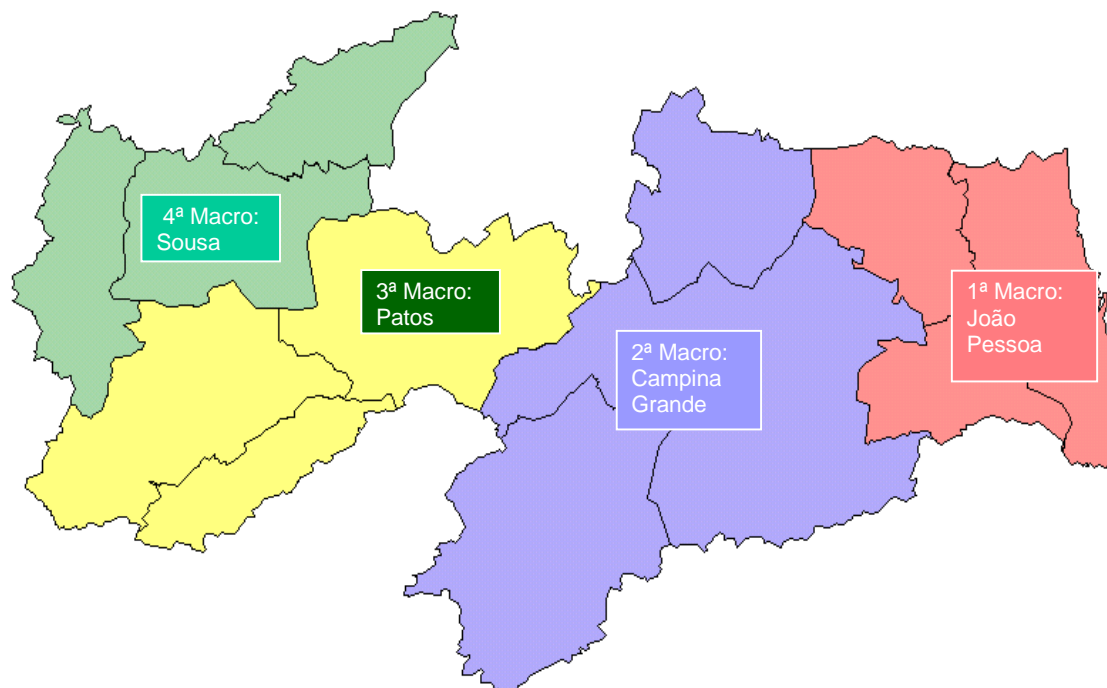 4ª Macro:
Sousa
3ª Macro:
Patos
2ª Macro:
Campina
Grande
1ª Macro:
João
Pessoa